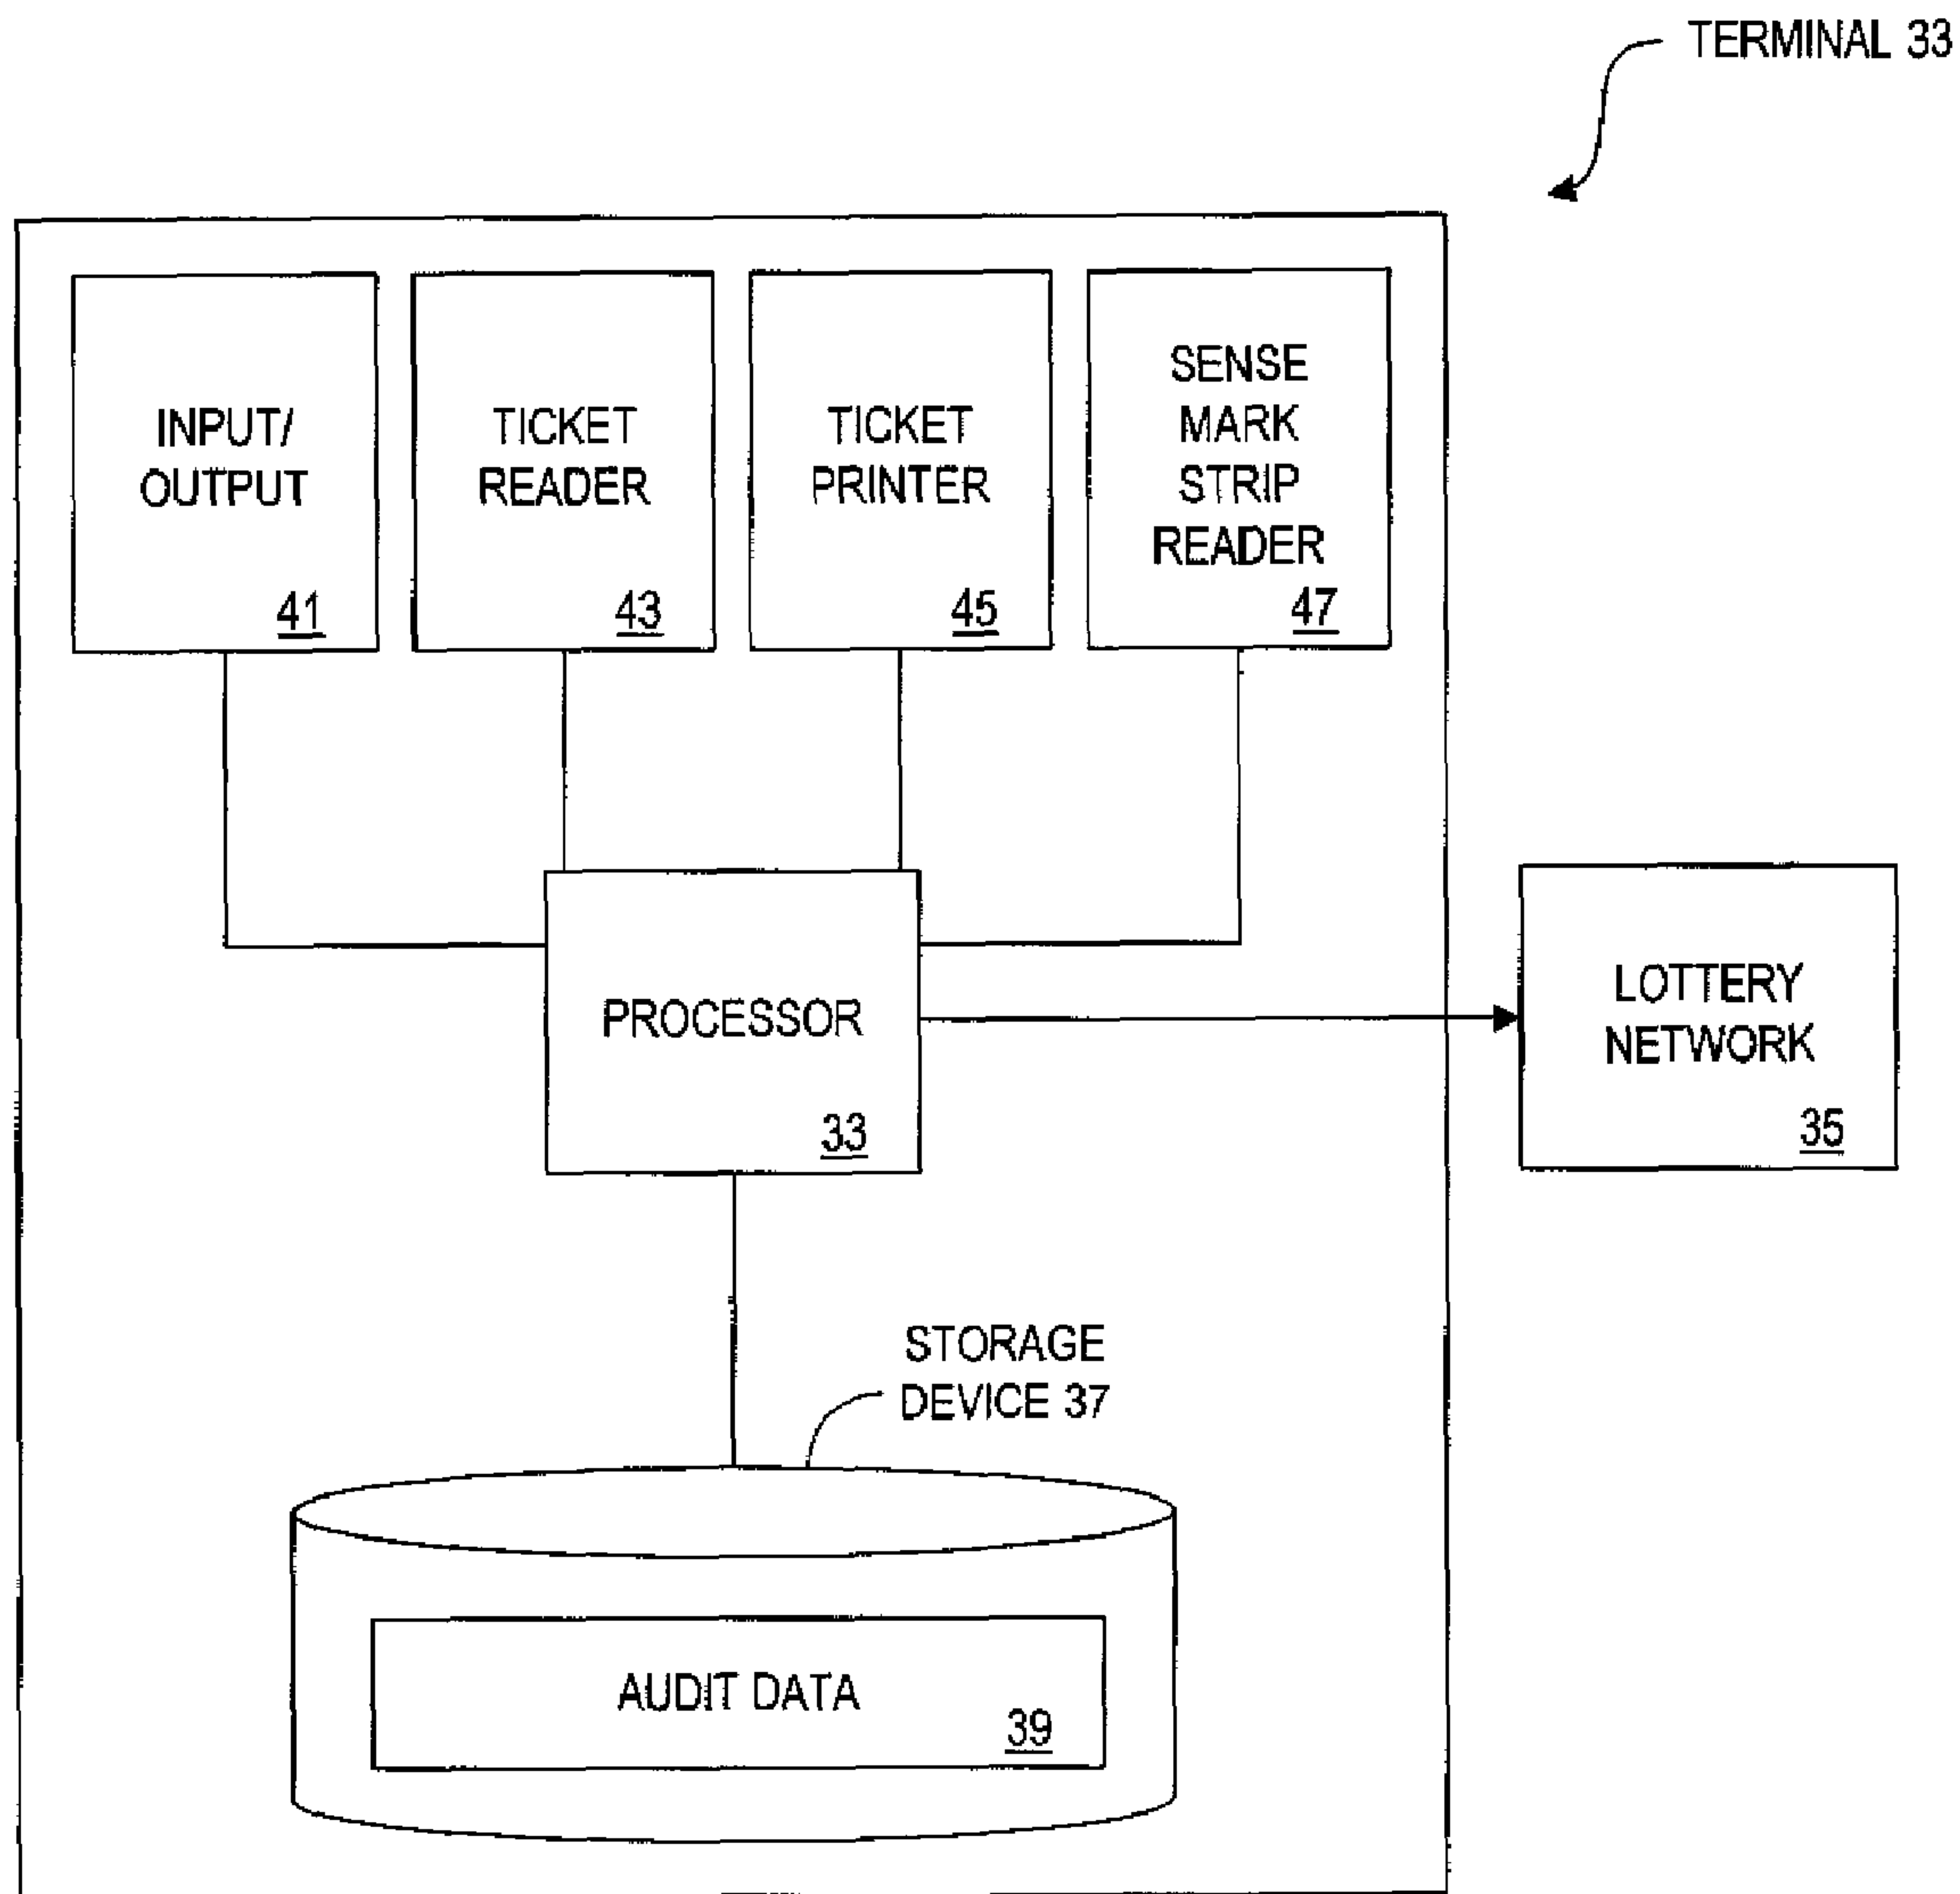 TERMINAL 33
INPUT/
OUTPUT
41
TICKET
READER
43
TICKET
PRINTER
45
SENSE
MARK
STRIP
READER
47
PROCESSOR
33
LOTTERY
NETWORK
35
STORAGE
DEVICE 37
AUDIT DATA
39